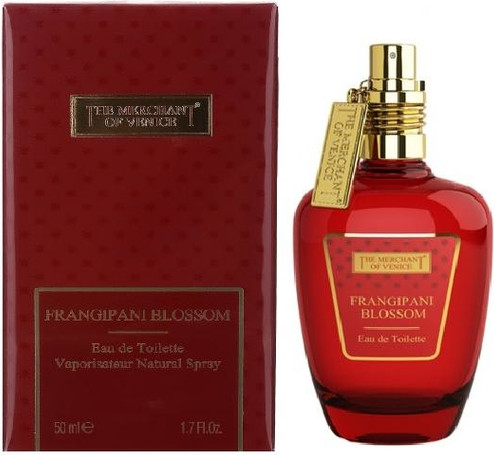 THE MERCHANT®
OF VENICE
FRANGIPANI BLOSSOM
Eau de Toilette
Vaporisateur Natural Spray
50 ml e 1.7 Fl.Oz.
THE MERCHANT
OF VENICE
THE MERCHANT
OF VENICE
FRANGIPANI
BLOSSOM
Eau de Toilette